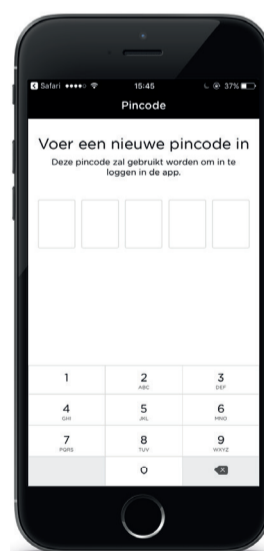 Safari 15:45 37%
Pincode
Voer een nieuwe pincode in
Deze pincode zal gebruikt worden om in te
loggen in de app.
1 2 3
ABC DEF
4 5 6
GHI JKL MNO
7 8 9
PQRS TUV WXYZ
0